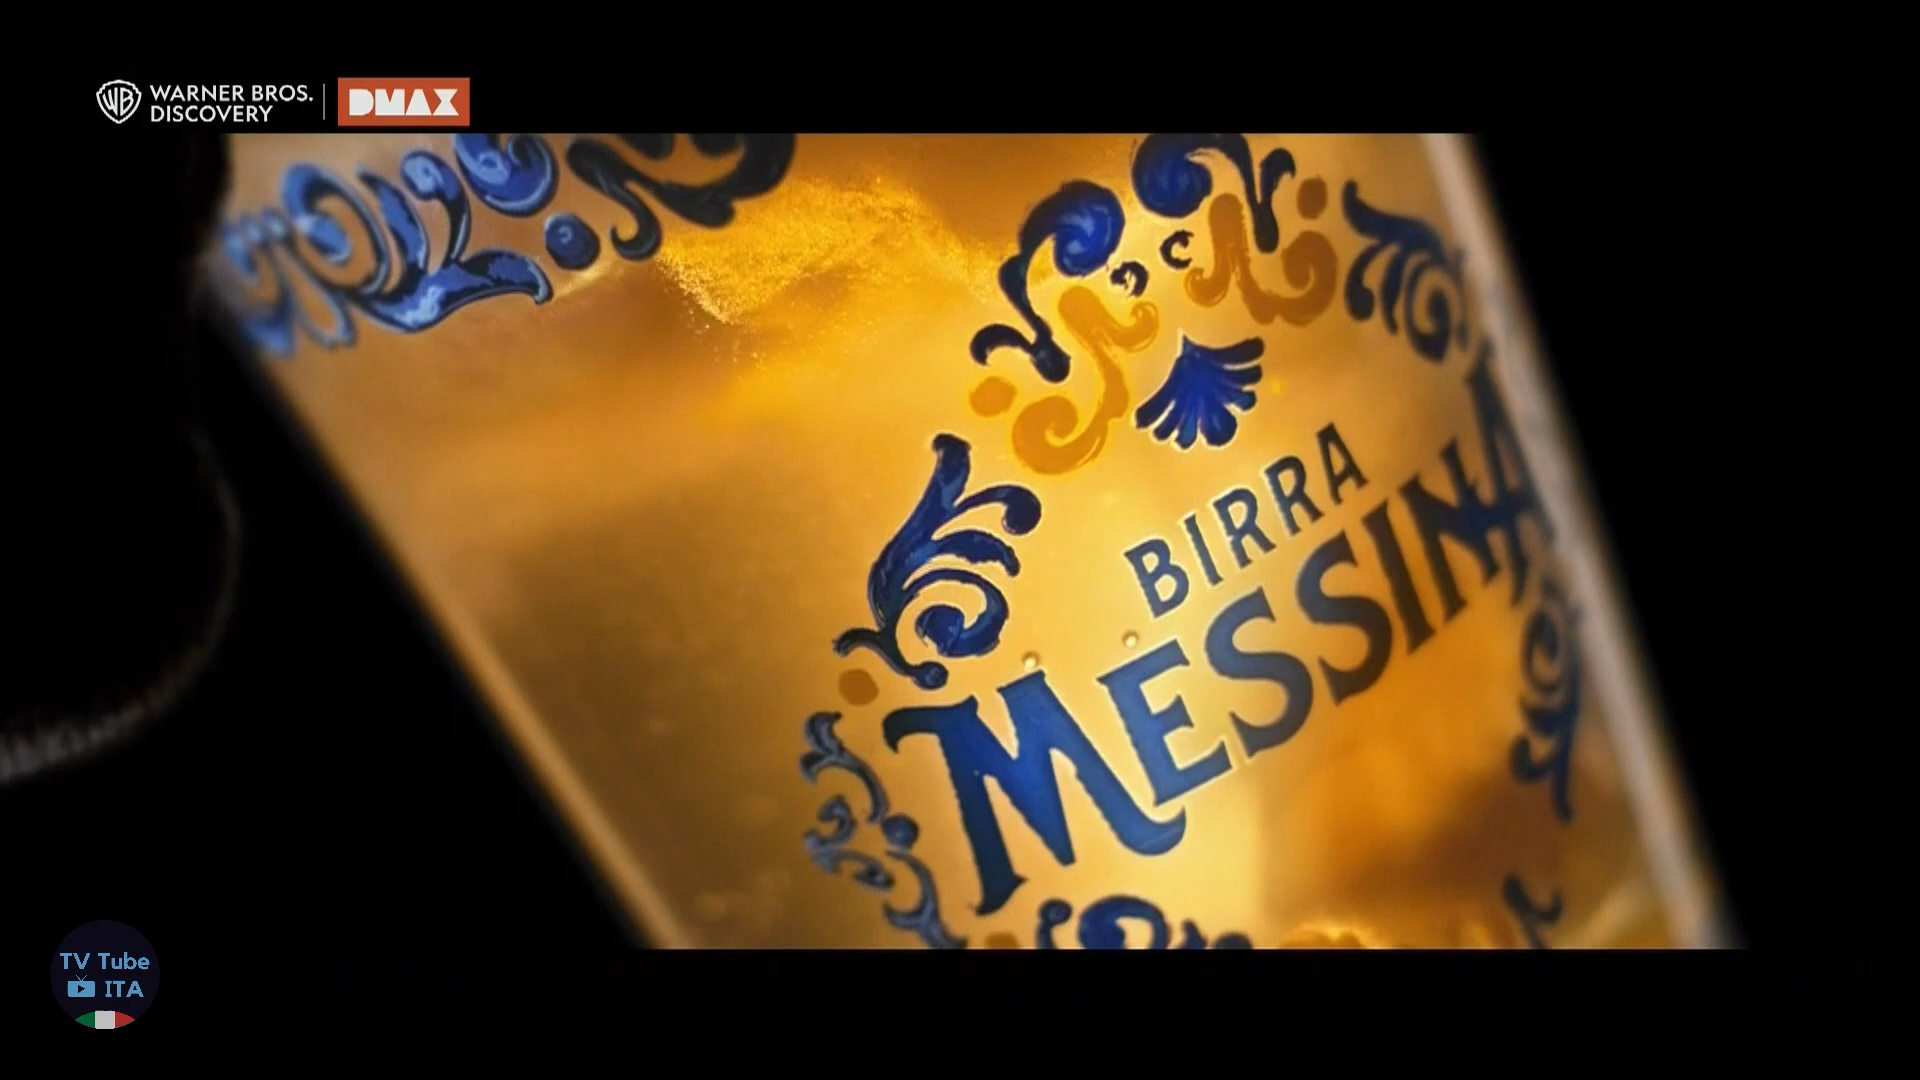 WARNER BROS.
DISCOVERY
DMAX
BIRRA
MESSINA
TV Tube
ITA